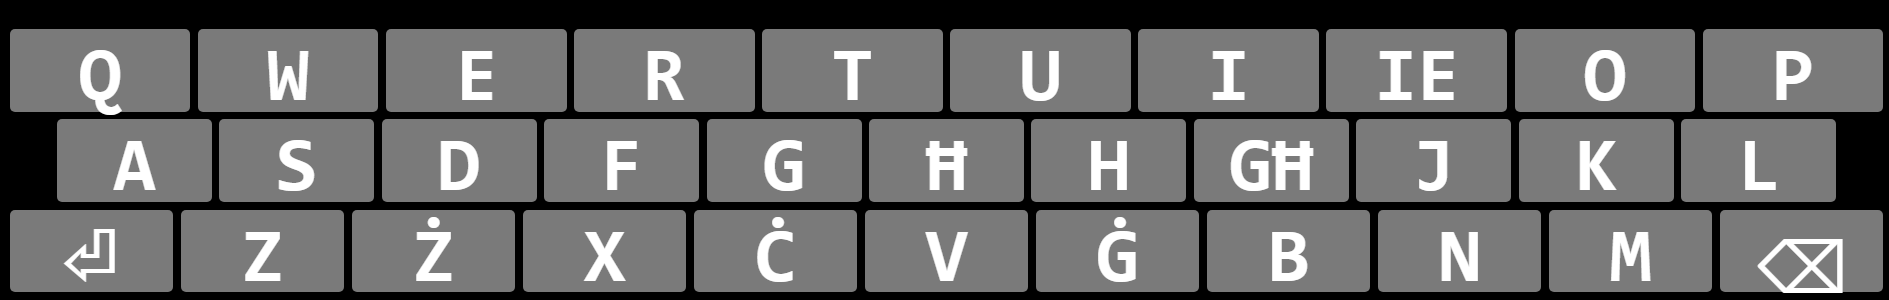 Q W E R T U I IE O P
A S D F G Ħ H GĦ J K L
⏎ Z Ż X Ċ V Ġ B N M ⌫